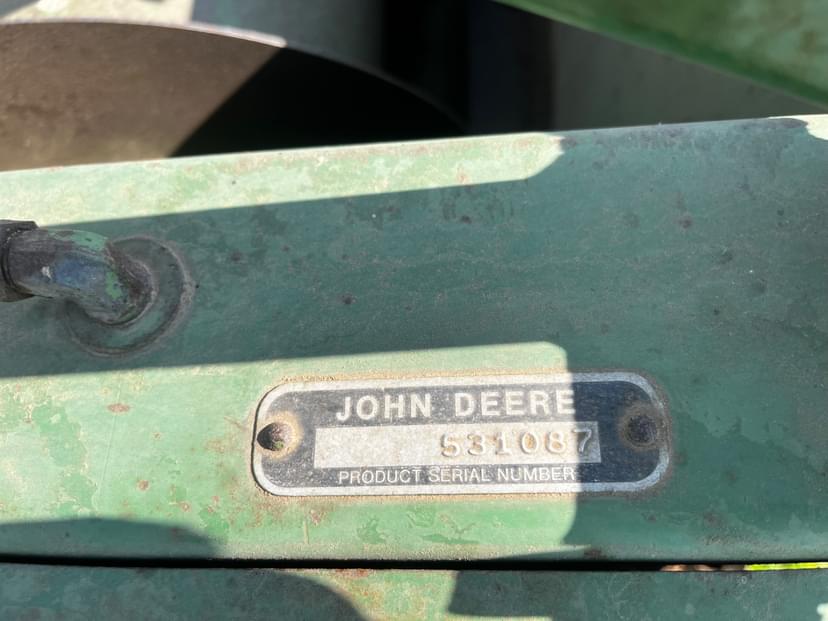 JOHN DEERE
531087
PRODUCT SERIAL NUMBER